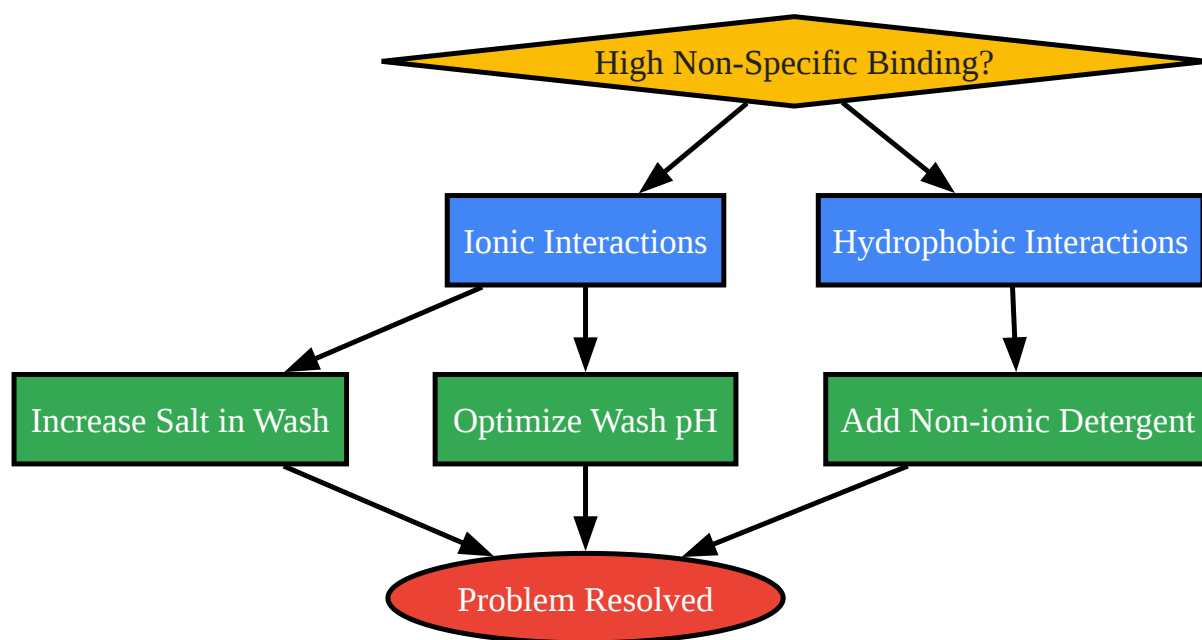 High Non-Specific Binding?
Ionic Interactions
Hydrophobic Interactions
Increase Salt in Wash
Optimize Wash pH
Add Non-ionic Detergent
Problem Resolved